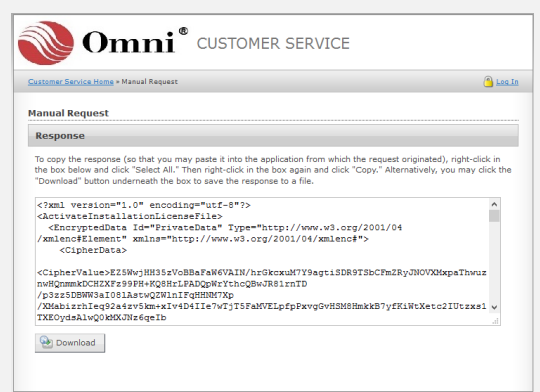 Omni® CUSTOMER SERVICE
Customer Service Home » Manual Request
Log In
Manual Request
Response
To copy the response (so that you may paste it into the application from which the request originated), right-click in
the box below and click "Select All." Then right-click in the box again and click "Copy." Alternatively, you may click the
"Download" button underneath the box to save the response to a file.
<?xml version="1.0" encoding="utf-8"?>
<ActivateInstallationLicenseFile>
<EncryptedData Id="PrivateData" Type="http://www.w3.org/2001/04
/xmlenc#Element" xmlns="http://www.w3.org/2001/04/xmlenc#">
<CipherData>
<CipherValue>EZ5WwjHH35zVoBBaFaW6VAIN/hrGkcxuM7Y9agtiSDR9TSbCFmZRyJNOVXMxpaThwuz
nwHQnmmkDCHZXFz99PH+KQ8HrLPADQpWrYthcQBwJR81rnTD
/p3zz5DBWW3aI081AstwQZWlnIFqHHNM7Xp
/XMabizrhIeq92a4zv5km+xIv4D4IIe7wTjT5FaMVELpfpPxvgGvHSM8HmkkB7yfKiWtXetc2IUtzxs1
TXEOydsAlwQ0kMXJNz6qeIb
Download